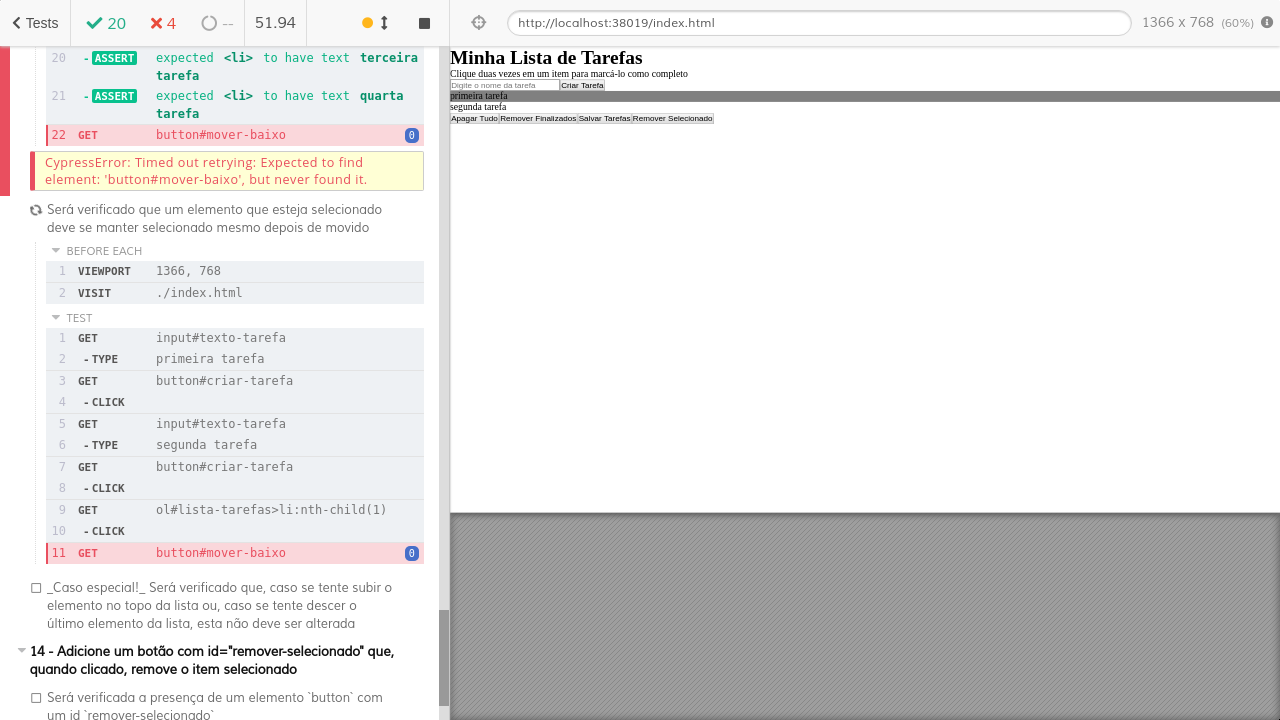 Tests
20
4
--
51.94
http://localhost:38019/index.html
1366 x 768 (60%)
20 - ASSERT expected <li> to have text terceira
tarefa
21 - ASSERT expected <li> to have text quarta
tarefa
22 GET button#mover-baixo 0
CypressError: Timed out retrying: Expected to find
element: 'button#mover-baixo', but never found it.
Será verificado que um elemento que esteja selecionado
deve se manter selecionado mesmo depois de movido
BEFORE EACH
1 VIEWPORT 1366, 768
2 VISIT ./index.html
TEST
1 GET input#texto-tarefa
2 - TYPE primeira tarefa
3 GET button#criar-tarefa
4 - CLICK
5 GET input#texto-tarefa
6 - TYPE segunda tarefa
7 GET button#criar-tarefa
8 - CLICK
9 GET ol#lista-tarefas>li:nth-child(1)
10 - CLICK
11 GET button#mover-baixo 0
_Caso especial!_ Será verificado que, caso se tente subir o
elemento no topo da lista ou, caso se tente descer o
último elemento da lista, esta não deve ser alterada
14 - Adicione um botão com id="remover-selecionado" que,
quando clicado, remove o item selecionado
Será verificada a presença de um elemento `button` com
um id `remover-selecionado`
Minha Lista de Tarefas
Clique duas vezes em um item para marcá-lo como completo
Digite o nome da tarefa Criar Tarefa
primeira tarefa
segunda tarefa
Apagar Tudo Remover Finalizados Salvar Tarefas Remover Selecionado